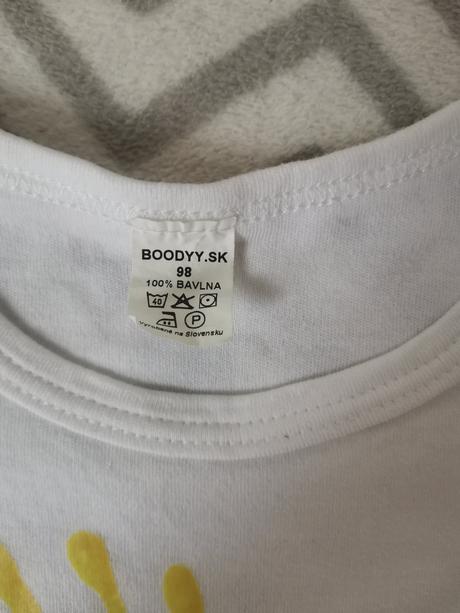 BOODYY.SK
98
100% BAVLNA
40
P
Vyrobené na Slovensku